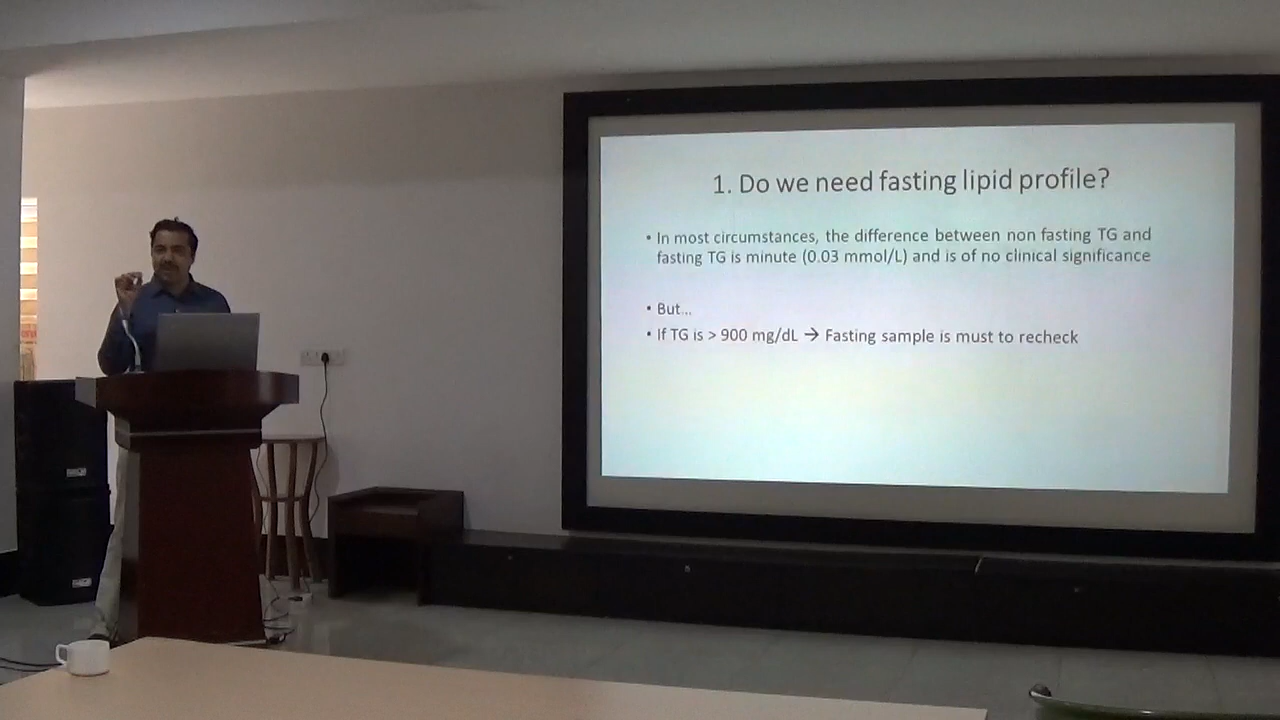 1. Do we need fasting lipid profile?
• In most circumstances, the difference between non fasting TG and
fasting TG is minute (0.03 mmol/L) and is of no clinical significance
• But...
• If TG is > 900 mg/dL → Fasting sample is must to recheck